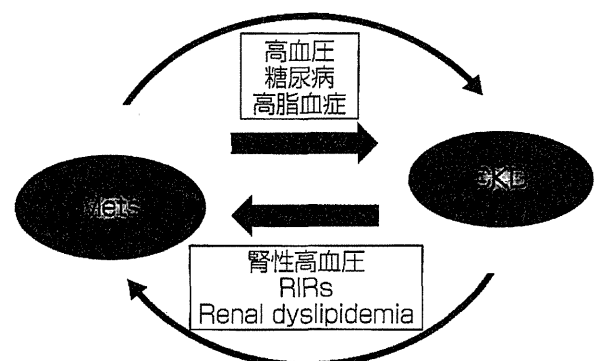 高血圧
糖尿病
高脂血症
Mets
CKD
腎性高血圧
RIRs
Renal dyslipidemia